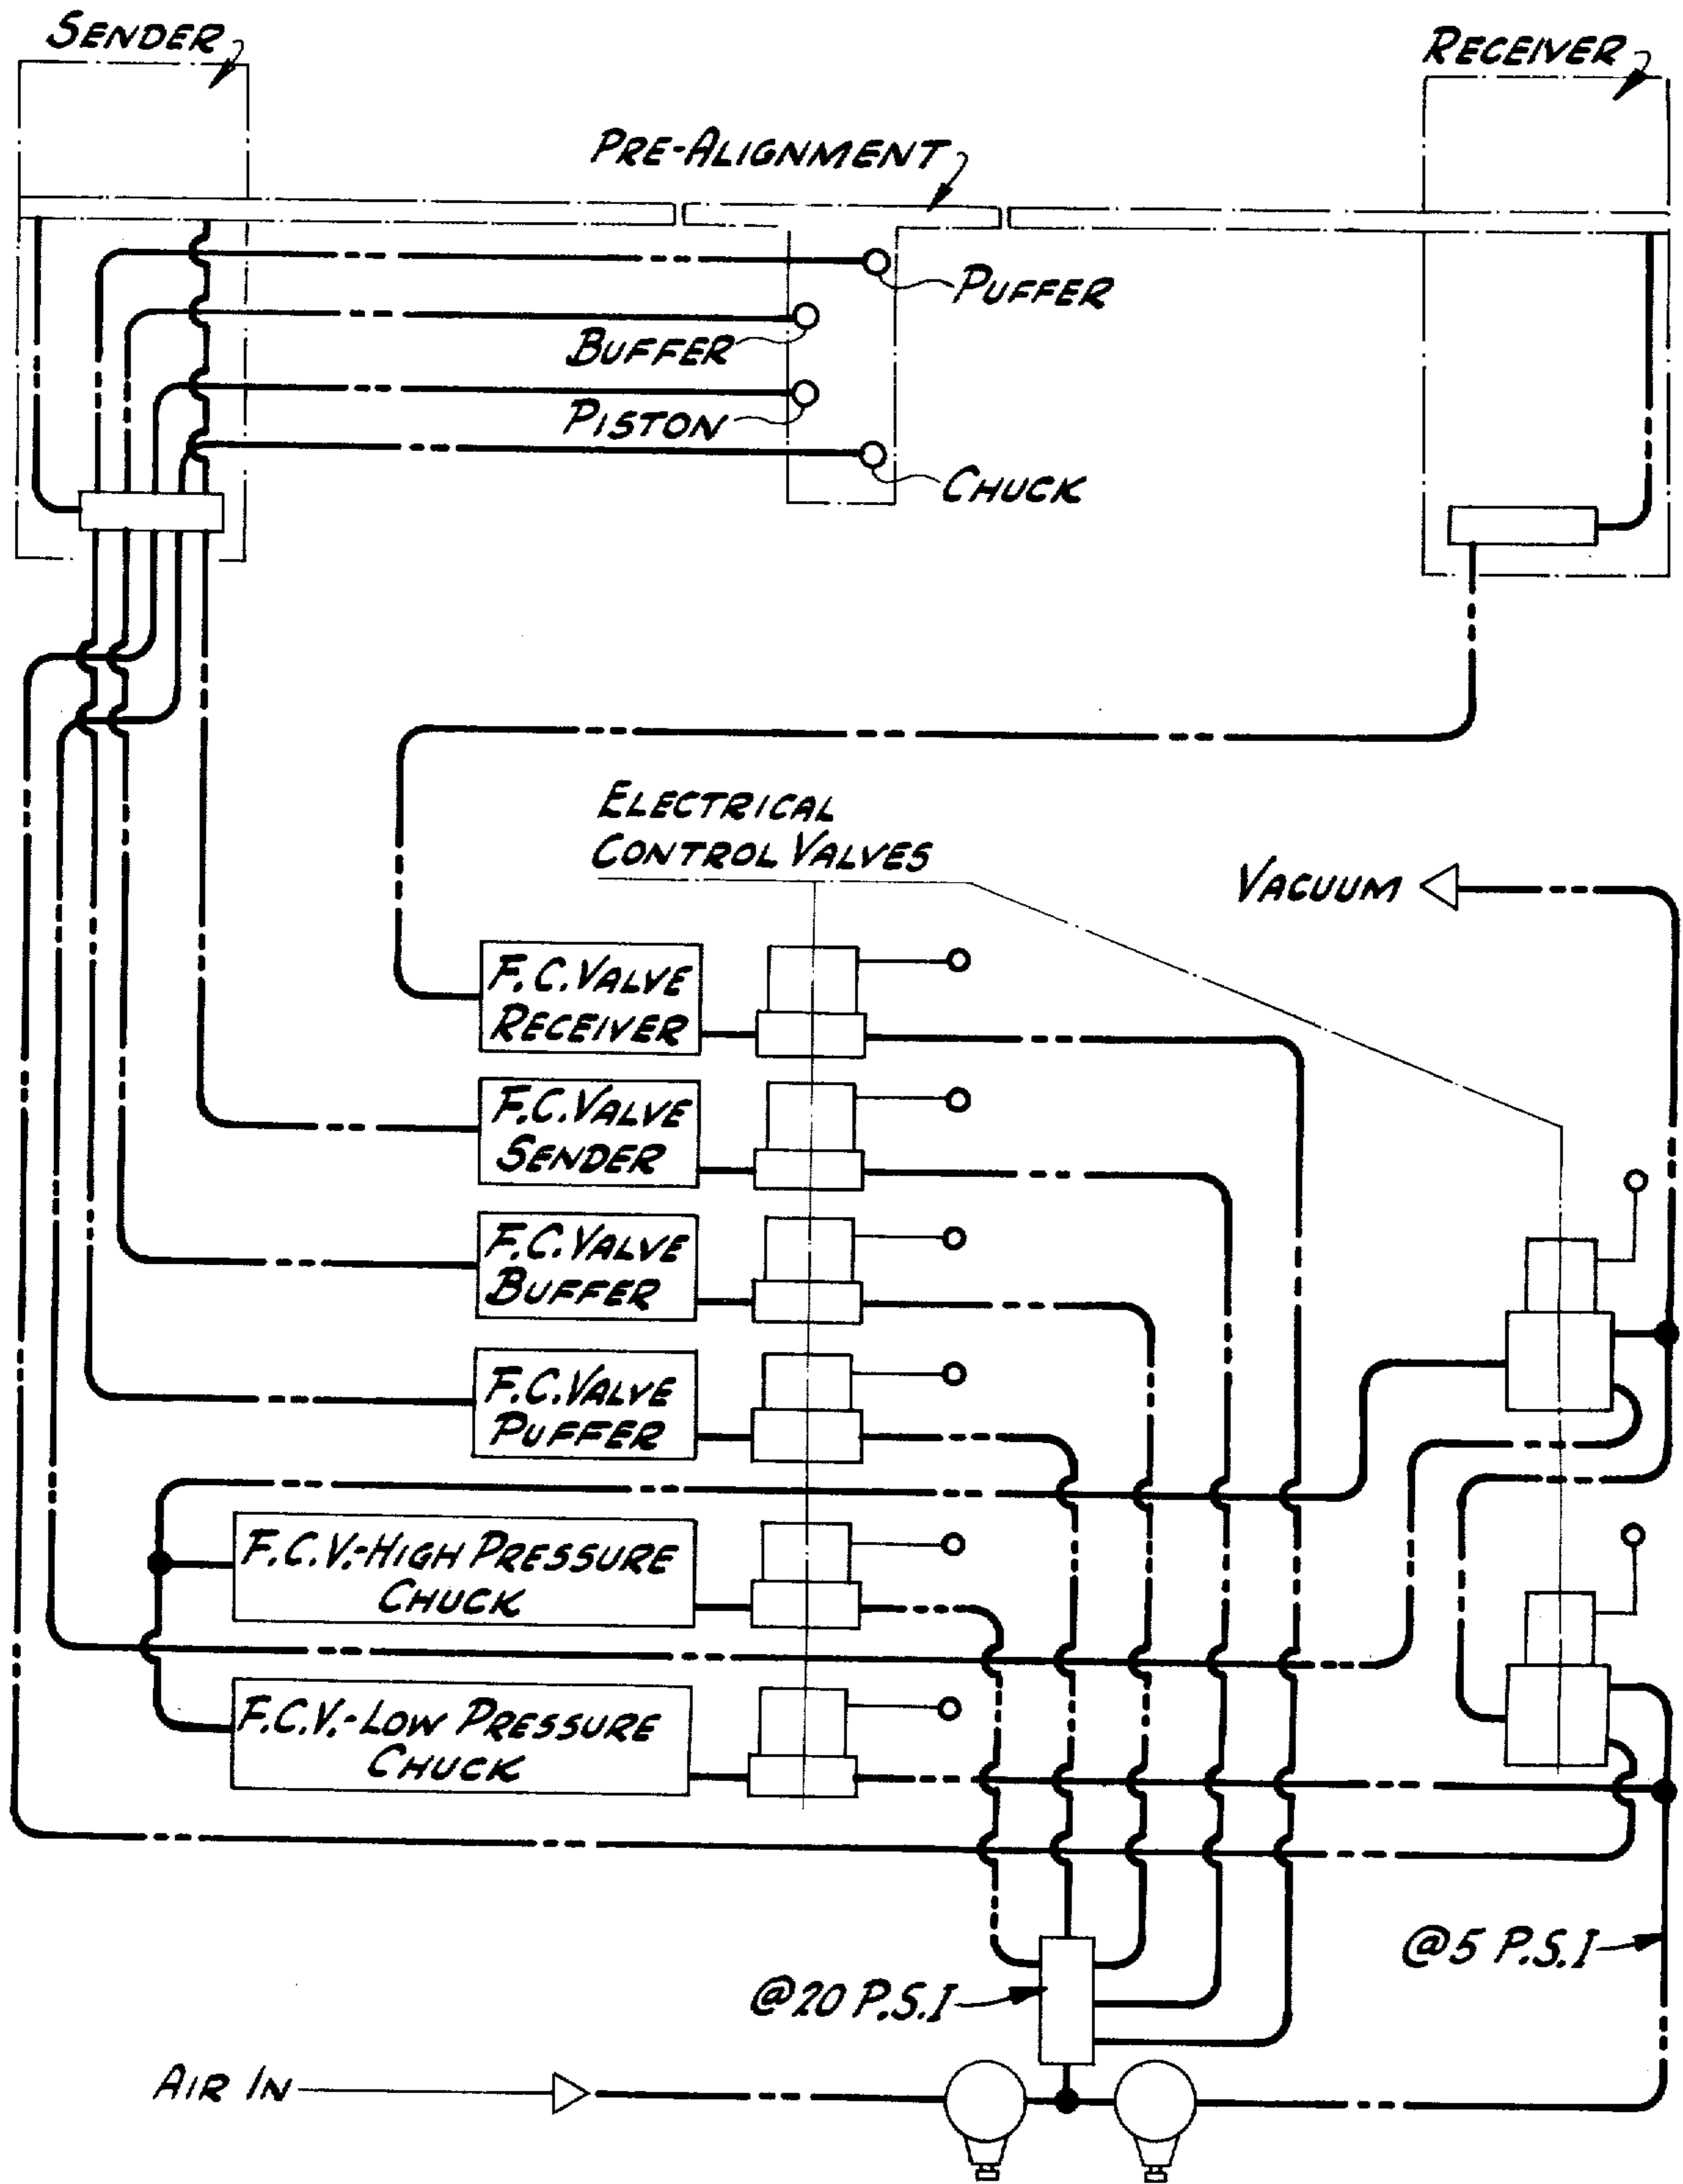 SENDER
RECEIVER
PRE-ALIGNMENT
PUFFER
BUFFER
PISTON
CHUCK
ELECTRICAL
CONTROL VALVES
VACUUM
F.C. VALVE
RECEIVER
F.C. VALVE
SENDER
F.C. VALVE
BUFFER
F.C. VALVE
PUFFER
F.C.V.-HIGH PRESSURE
CHUCK
F.C.V.-LOW PRESSURE
CHUCK
@5 P.S.I
@20 P.S.I
AIR IN